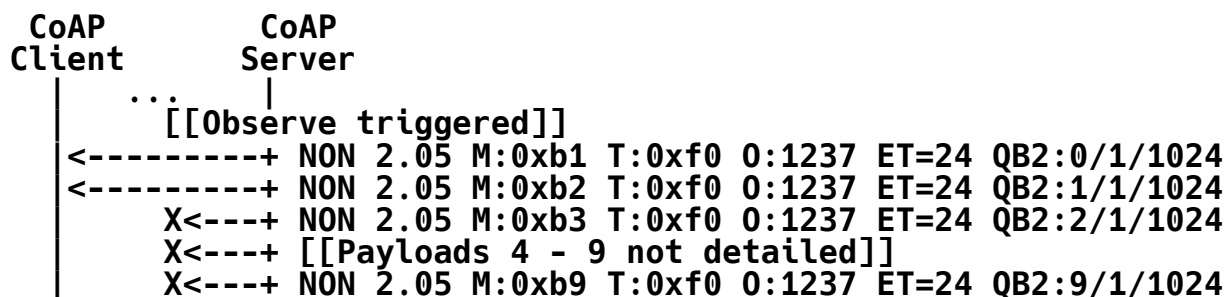 CoAP        CoAP
Client      Server
  |   ...   |
  |     [[Observe triggered]]
  |<---------+ NON 2.05 M:0xb1 T:0xf0 O:1237 ET=24 QB2:0/1/1024
  |<---------+ NON 2.05 M:0xb2 T:0xf0 O:1237 ET=24 QB2:1/1/1024
  |     X<---+ NON 2.05 M:0xb3 T:0xf0 O:1237 ET=24 QB2:2/1/1024
  |     X<---+ [[Payloads 4 - 9 not detailed]]
  |     X<---+ NON 2.05 M:0xb9 T:0xf0 O:1237 ET=24 QB2:9/1/1024